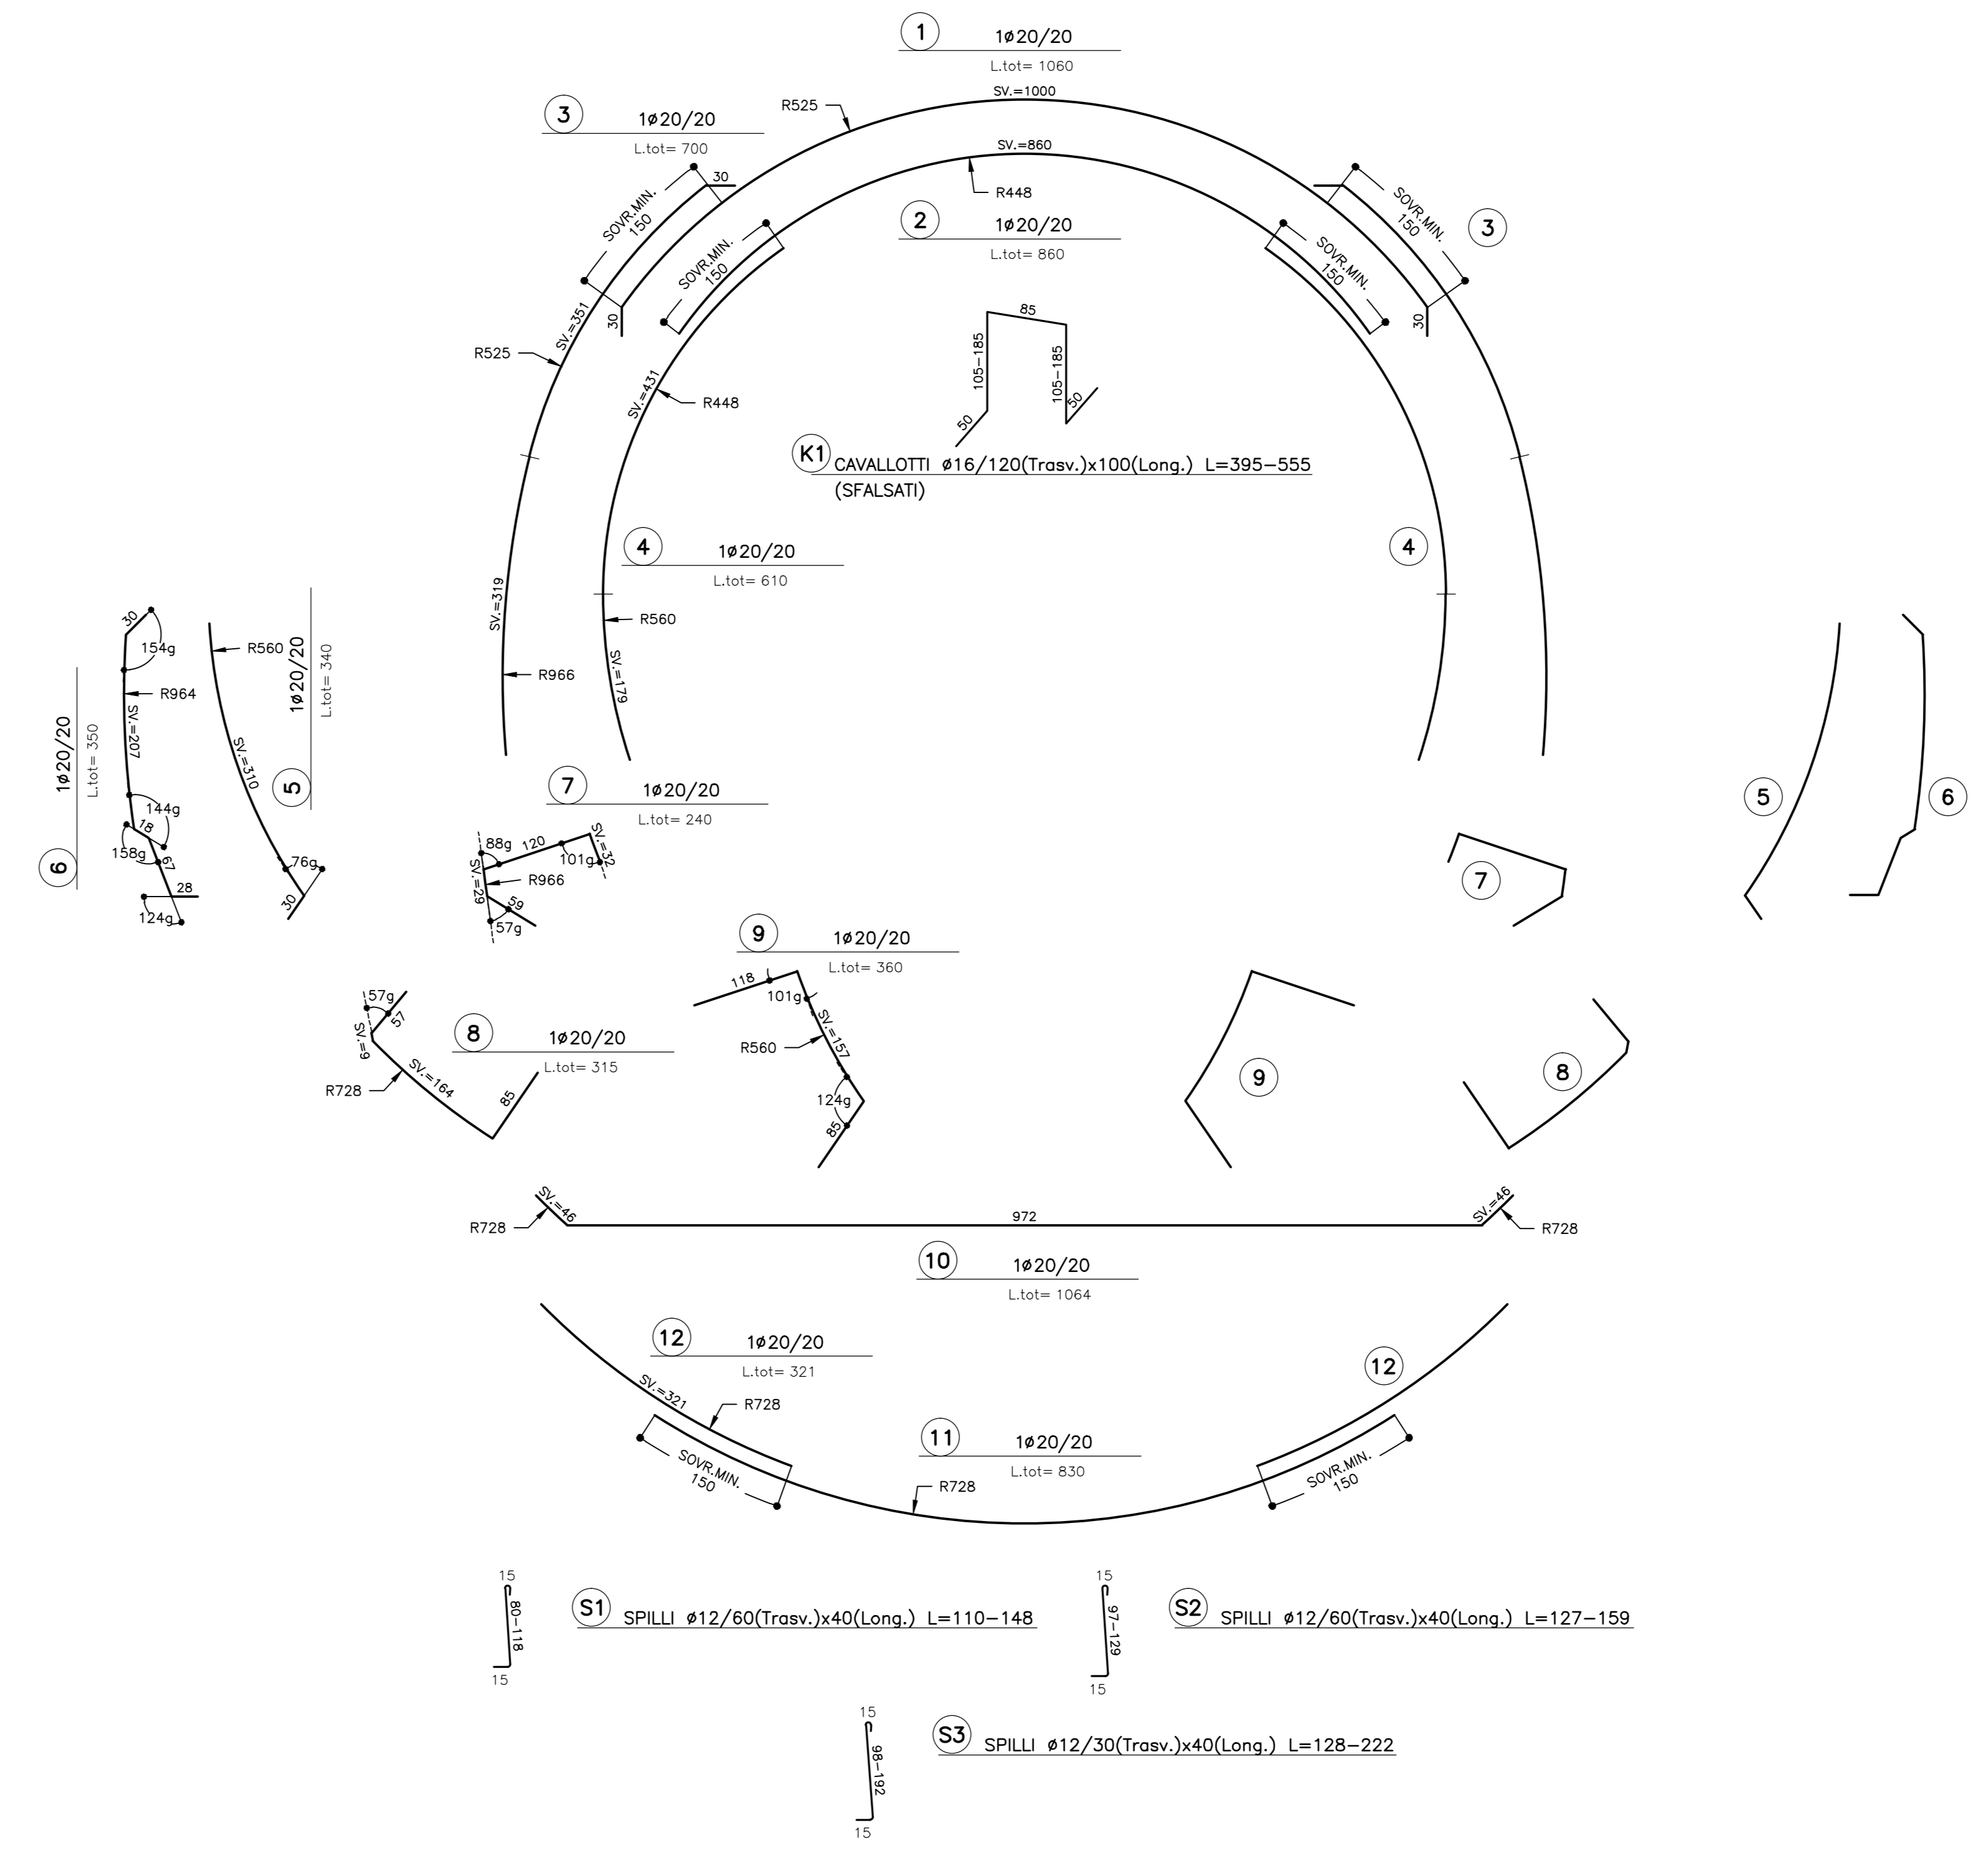 1
1ø20/20
L.tot= 1060
SV.=1000
R525
3
1ø20/20
L.tot= 700
30
SOVR.MIN.
150
SV.=860
R448
2
1ø20/20
L.tot= 860
SOVR.MIN.
150
30
SOVR.MIN.
150
3
SOVR.MIN.
150
30
SV.=351
R525
SV.=431
R448
85
105-185
105-185
50
50
K1
CAVALLOTTI ø16/120(Trasv.)x100(Long.) L=395-555
(SFALSATI)
4
1ø20/20
L.tot= 610
4
SV.=319
R560
R966
SV.=179
30
154g
R964
SV.=207
144g
18
158g
67
28
124g
6
1ø20/20
L.tot= 350
R560
SV.=310
76g
30
5
1ø20/20
L.tot= 340
5
6
7
1ø20/20
L.tot= 240
88g
120
SV.=32
101g
R966
SV.=29
59
57g
7
9
1ø20/20
L.tot= 360
118
101g
SV.=157
R560
124g
85
9
57g
57
SV.=9
8
1ø20/20
L.tot= 315
R728
SV.=164
85
8
SV.=46
R728
972
SV.=46
R728
10
1ø20/20
L.tot= 1064
12
1ø20/20
L.tot= 321
12
SV.=321
R728
SOVR.MIN.
150
11
1ø20/20
L.tot= 830
R728
SOVR.MIN.
150
15
80-118
15
S1
SPILLI ø12/60(Trasv.)x40(Long.) L=110-148
15
97-129
15
S2
SPILLI ø12/60(Trasv.)x40(Long.) L=127-159
15
98-192
15
S3
SPILLI ø12/30(Trasv.)x40(Long.) L=128-222